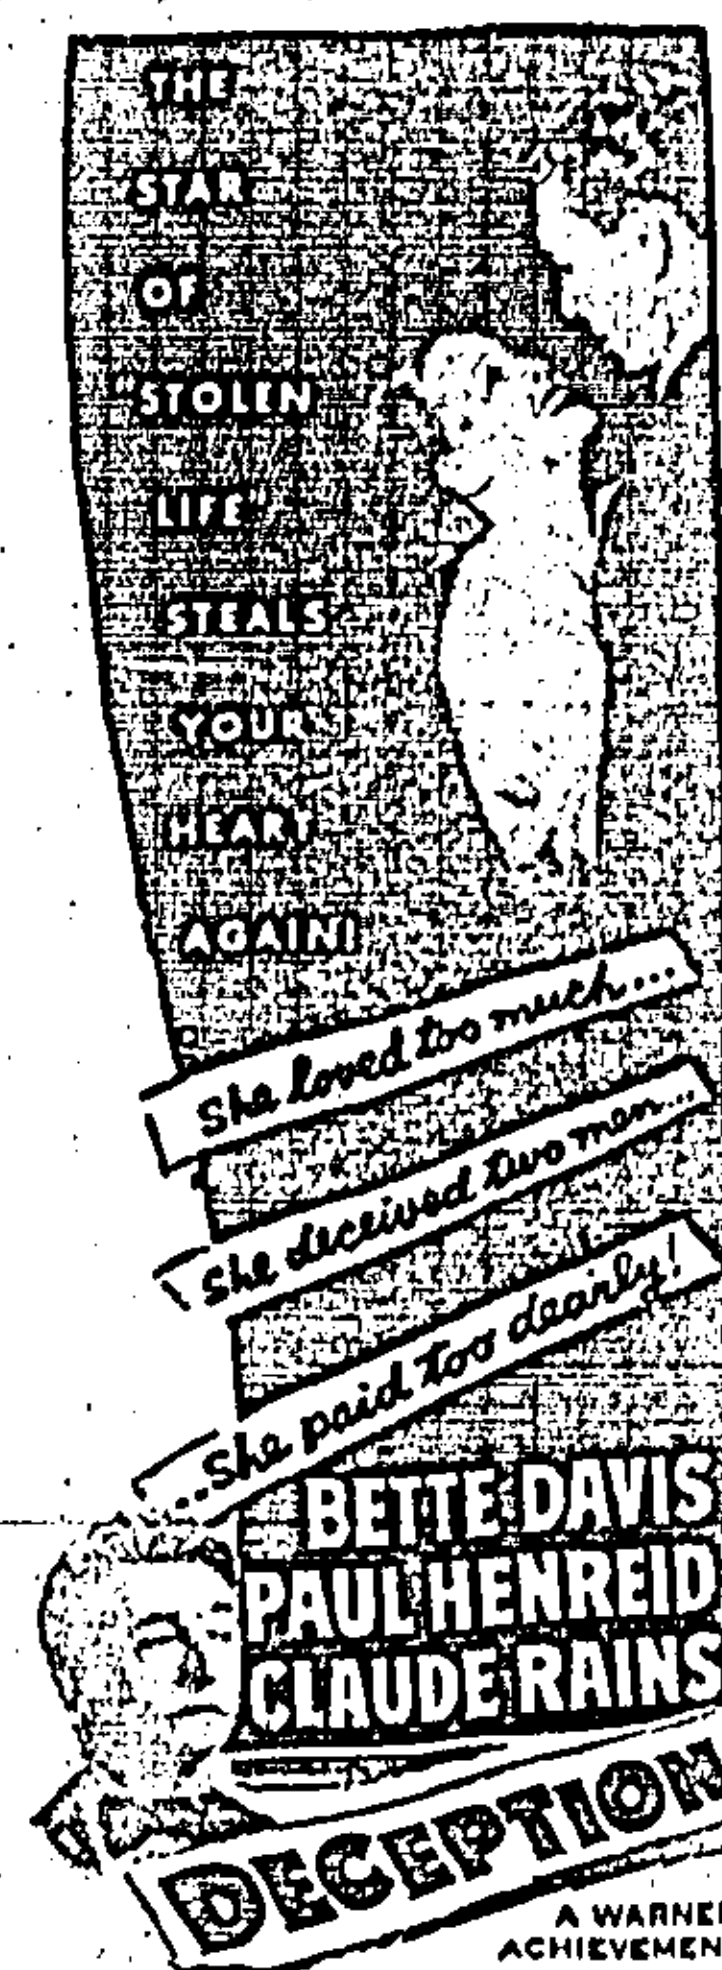 THE
STAR
OF
"STOLEN
LIFE"
STEALS
YOUR
HEART
AGAIN!
She loved too much...
She deceived two men...
...She paid too dearly!
BETTE DAVIS
PAUL HENREID
CLAUDE RAINS
DECEPTION
A WARNE
ACHIEVEMEN